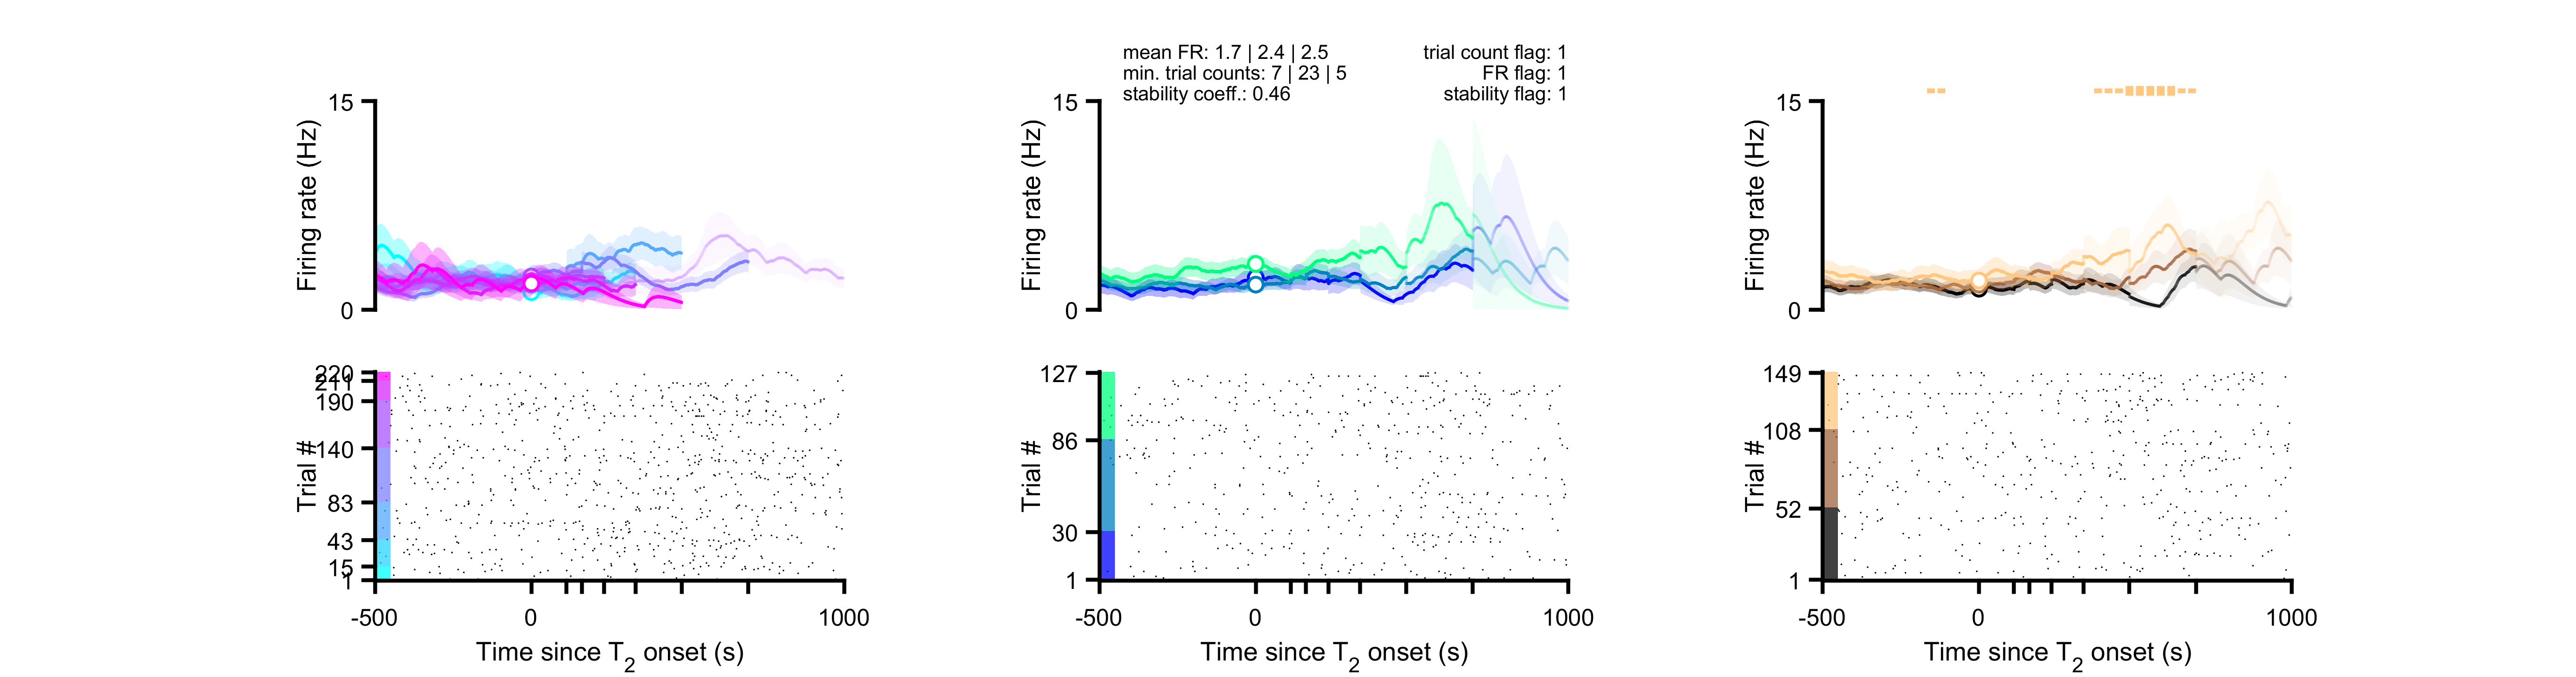 mean FR: 1.7 | 2.4 | 2.5
min. trial counts: 7 | 23 | 5
stability coeff.: 0.46
trial count flag: 1
FR flag: 1
stability flag: 1
15
Firing rate (Hz)
0
15
Firing rate (Hz)
0
15
Firing rate (Hz)
0
220
211
190
140
83
43
15
1
Trial #
-500
0
1000
Time since T2 onset (s)
127
86
30
1
Trial #
-500
0
1000
Time since T2 onset (s)
149
108
52
1
Trial #
-500
0
1000
Time since T2 onset (s)